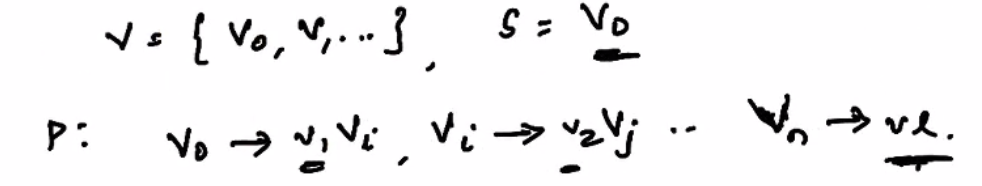 V = { V₀, V₁... }, S = V₀
P: V₀ → v₁Vᵢ, Vᵢ → v₂Vⱼ .. Vₙ → vₗ.